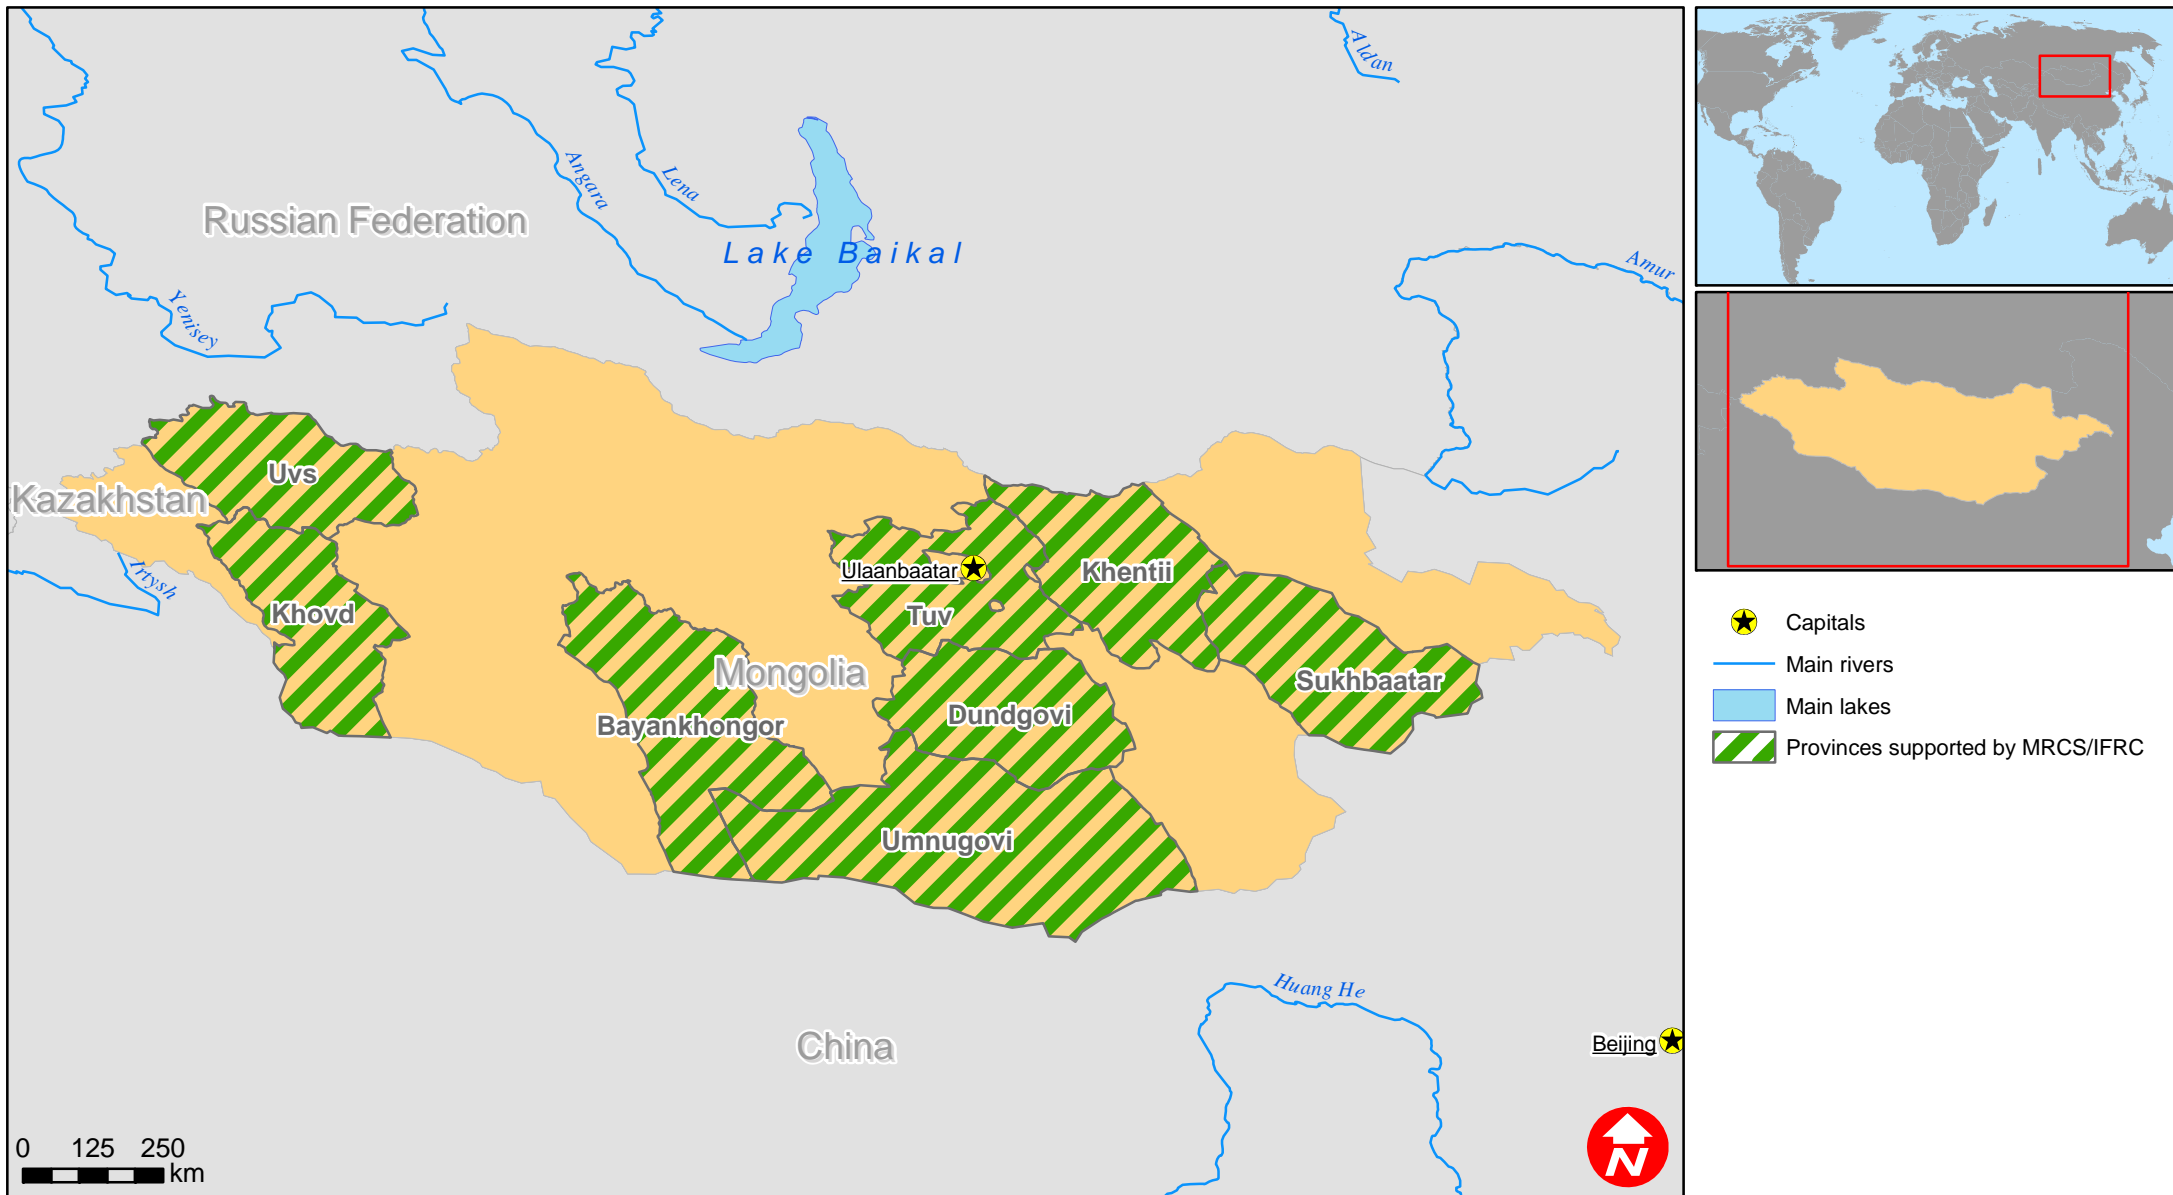 Aldan
Angara
Lena
Russian Federation
Lake Baikal
Amur
Yenisey
Uvs
Kazakhstan
Irtysh
Ulaanbaatar
Khentii
Khovd
Tuv
Mongolia
Sukhbaatar
Dundgovi
Bayankhongor
Umnugovi
Huang He
China
Beijing
0 125 250
km
N
Capitals
Main rivers
Main lakes
Provinces supported by MRCS/IFRC